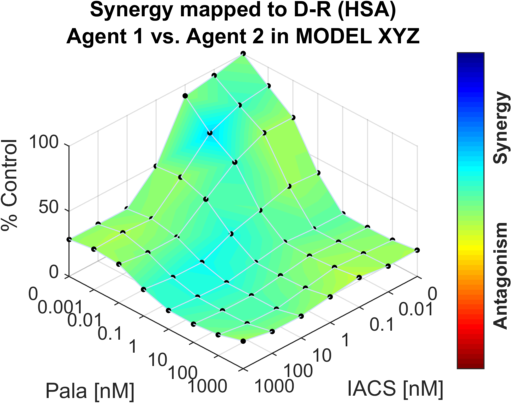 Synergy mapped to D-R (HSA)
Agent 1 vs. Agent 2 in MODEL XYZ
100
50
0
% Control
0
0.001
0.01
0.1
1
10
100
1000
Pala [nM]
0
0.01
0.1
1
10
100
1000
IACS [nM]
Synergy
Antagonism